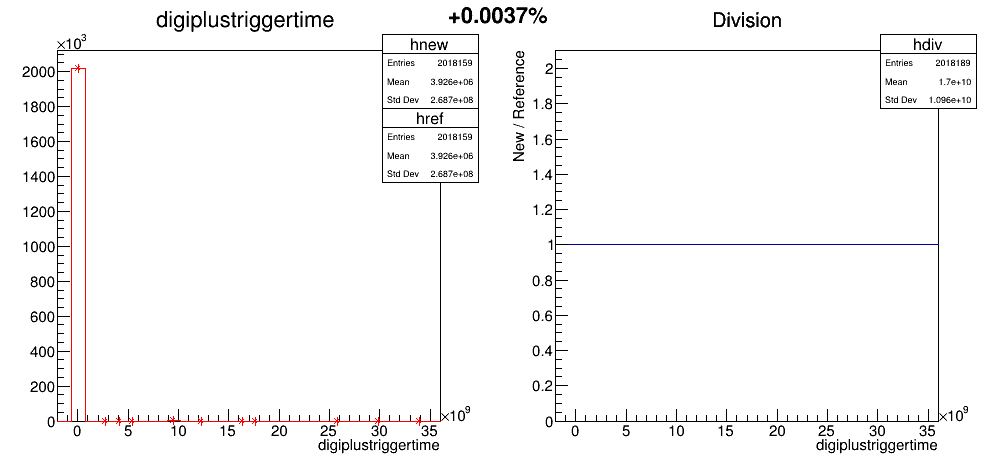 digiplustriggertime
+0.0037%
Division
×10³
hnew
Entries 2018159
Mean 3.926e+06
Std Dev 2.687e+08
href
Entries 2018159
Mean 3.926e+06
Std Dev 2.687e+08
2000
1800
1600
1400
1200
1000
800
600
400
200
0
0 5 10 15 20 25 30 35
×10⁹
digiplustriggertime
hdiv
Entries 2018189
Mean 1.7e+10
Std Dev 1.096e+10
New / Reference
2
1.8
1.6
1.4
1.2
1
0.8
0.6
0.4
0.2
0
0 5 10 15 20 25 30 35
×10⁹
digiplustriggertime